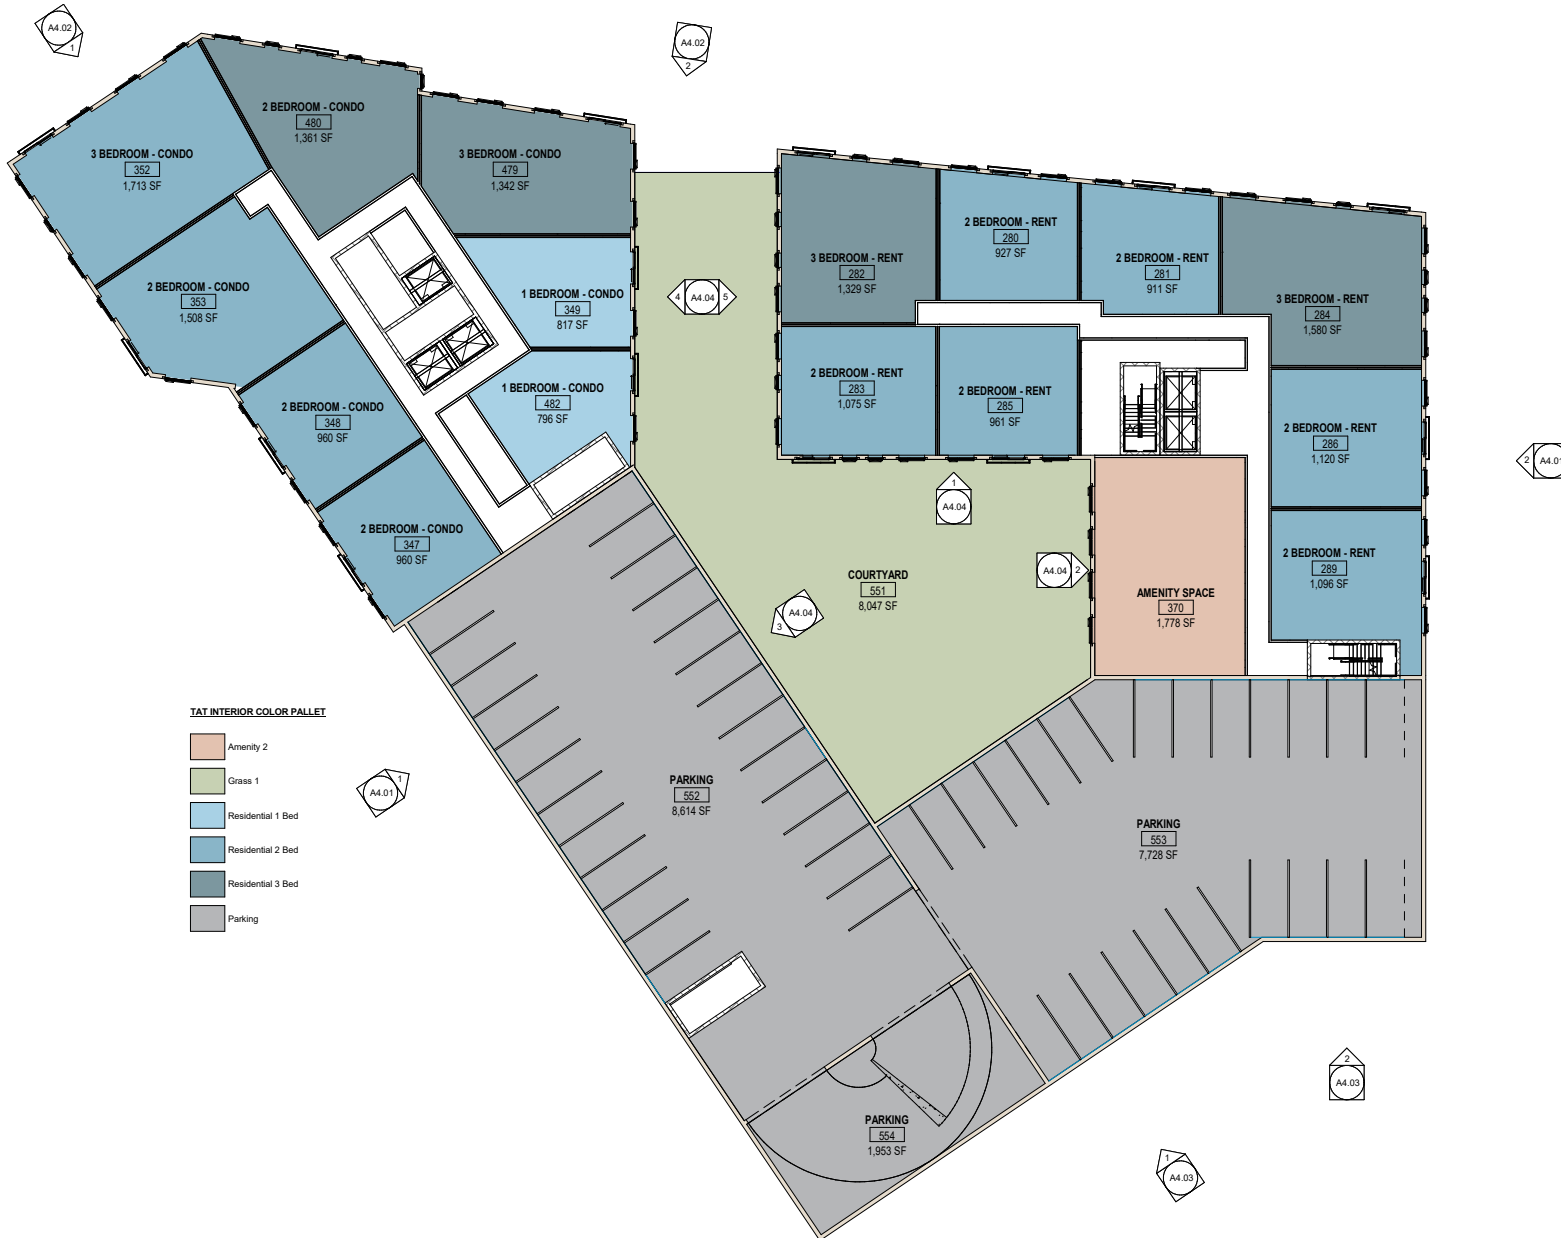 A4.02
1
A4.02
2
2 BEDROOM - CONDO
480
1,361 SF
3 BEDROOM - CONDO
352
1,713 SF
3 BEDROOM - CONDO
479
1,342 SF
2 BEDROOM - CONDO
353
1,508 SF
1 BEDROOM - CONDO
349
817 SF
1 BEDROOM - CONDO
482
796 SF
2 BEDROOM - CONDO
348
960 SF
2 BEDROOM - CONDO
347
960 SF
4
A4.04
5
3 BEDROOM - RENT
282
1,329 SF
2 BEDROOM - RENT
280
927 SF
2 BEDROOM - RENT
281
911 SF
3 BEDROOM - RENT
284
1,580 SF
2 BEDROOM - RENT
283
1,075 SF
2 BEDROOM - RENT
285
961 SF
2 BEDROOM - RENT
286
1,120 SF
2 BEDROOM - RENT
289
1,096 SF
2
A4.01
1
A4.04
A4.04
2
3
A4.04
COURTYARD
551
8,047 SF
AMENITY SPACE
370
1,778 SF
TAT INTERIOR COLOR PALLET
Amenity 2
Grass 1
Residential 1 Bed
Residential 2 Bed
Residential 3 Bed
Parking
A4.01
1
PARKING
552
8,614 SF
PARKING
553
7,728 SF
PARKING
554
1,953 SF
2
A4.03
1
A4.03